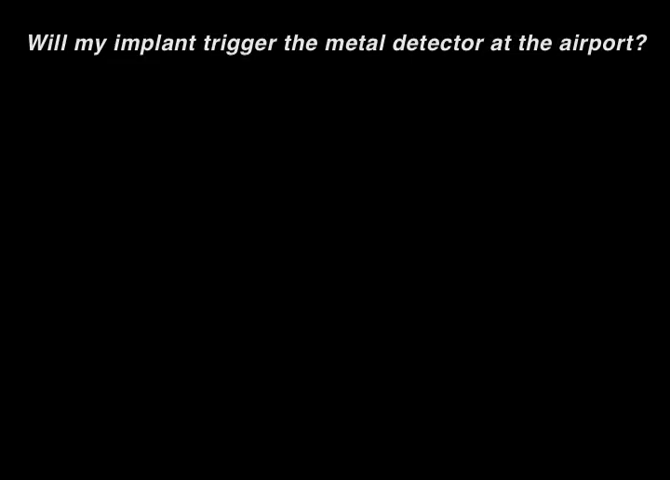 Will my implant trigger the metal detector at the airport?